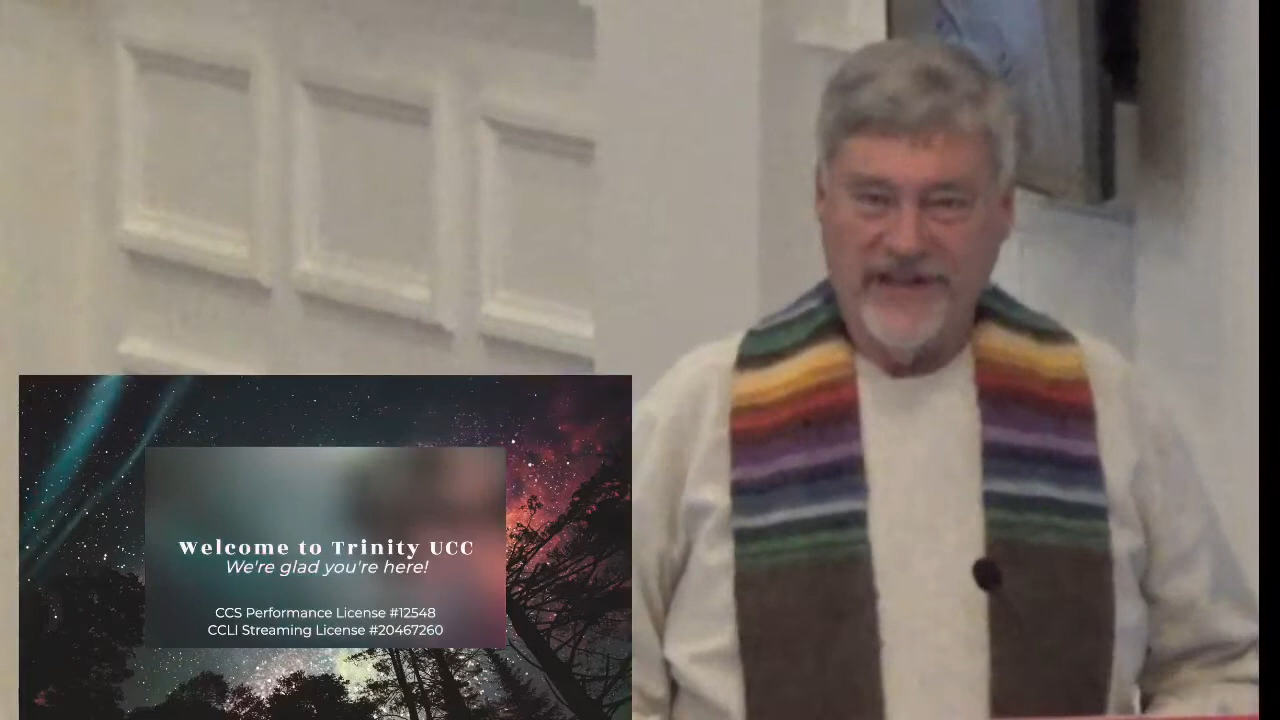 Welcome to Trinity UCC
We're glad you're here!
CCS Performance License #12548
CCLI Streaming License #20467260